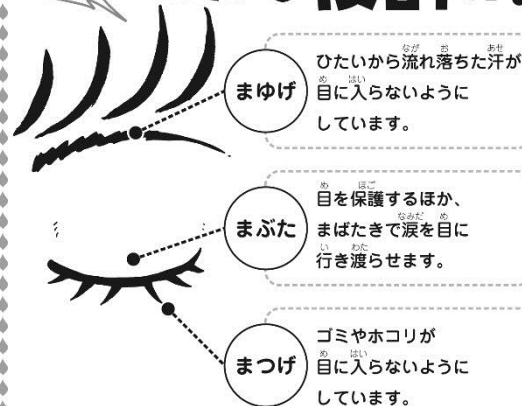 まゆげ
ひたいから流れ落ちた汗が
目に入らないように
しています。
まぶた
目を保護するほか、
まばたきで涙を目に
行き渡らせます。
まつげ
ゴミやホコリが
目に入らないように
しています。